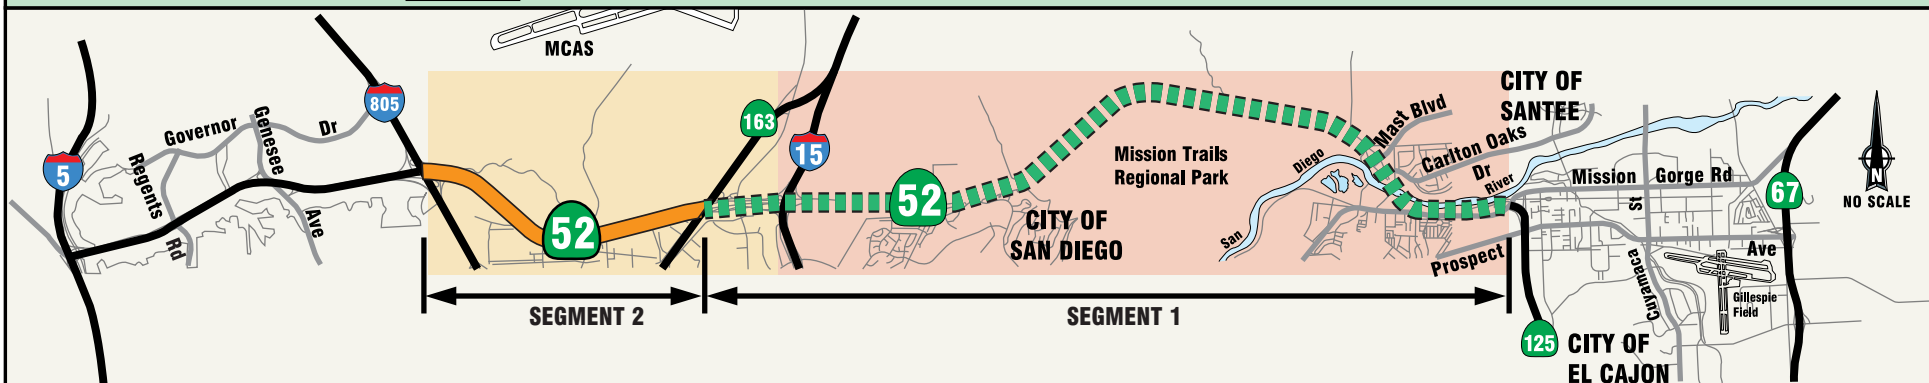 MCAS
805
Governor
Dr
Genesee
Ave
Regents
Rd
5
163
15
52
52
Mission Trails
Regional Park
CITY OF
SAN DIEGO
San
Diego
River
Mast Blvd
CITY OF
SANTEE
Carlton Oaks
Dr
Mission Gorge Rd
67
NO SCALE
N
Prospect
Ave
Cuyamaca
St
Gillespie
Field
SEGMENT 2
SEGMENT 1
125
CITY OF
EL CAJON